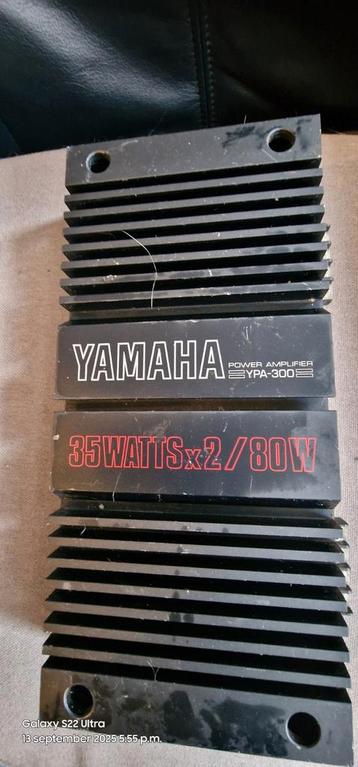 YAMAHA POWER AMPLIFIER
YPA-300
35WATTSx2/80W
Galaxy S22 Ultra
13 september 2025 5:55 p.m.